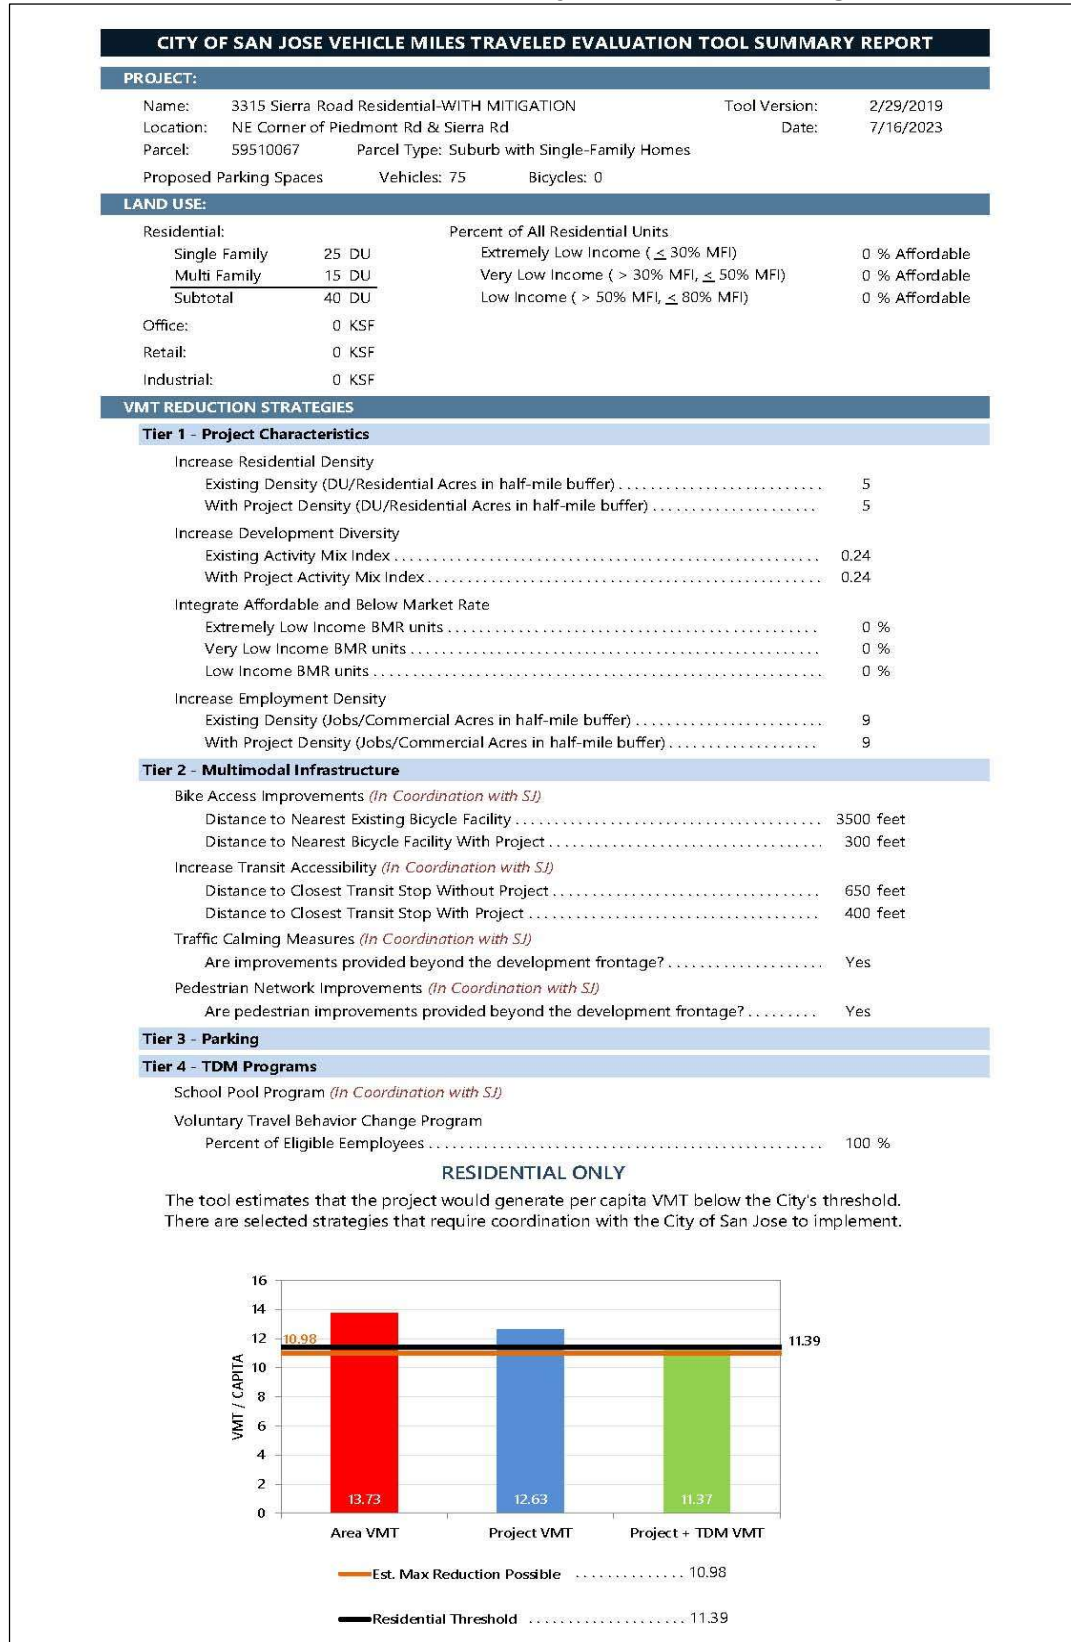 CITY OF SAN JOSE VEHICLE MILES TRAVELED EVALUATION TOOL SUMMARY REPORT
PROJECT:
Name: 3315 Sierra Road Residential-WITH MITIGATION Tool Version: 2/29/2019
Location: NE Corner of Piedmont Rd & Sierra Rd Date: 7/16/2023
Parcel: 59510067 Parcel Type: Suburb with Single-Family Homes
Proposed Parking Spaces Vehicles: 75 Bicycles: 0
LAND USE:
Residential: Percent of All Residential Units
Single Family 25 DU Extremely Low Income ( ≤ 30% MFI) 0 % Affordable
Multi Family 15 DU Very Low Income ( > 30% MFI, ≤ 50% MFI) 0 % Affordable
Subtotal 40 DU Low Income ( > 50% MFI, ≤ 80% MFI) 0 % Affordable
Office: 0 KSF
Retail: 0 KSF
Industrial: 0 KSF
VMT REDUCTION STRATEGIES
Tier 1 - Project Characteristics
Increase Residential Density
Existing Density (DU/Residential Acres in half-mile buffer) . . . . . . . . . . 5
With Project Density (DU/Residential Acres in half-mile buffer) . . . . . . . . . . 5
Increase Development Diversity
Existing Activity Mix Index . . . . . . . . . . 0.24
With Project Activity Mix Index . . . . . . . . . . 0.24
Integrate Affordable and Below Market Rate
Extremely Low Income BMR units . . . . . . . . . . 0 %
Very Low Income BMR units . . . . . . . . . . 0 %
Low Income BMR units . . . . . . . . . . 0 %
Increase Employment Density
Existing Density (Jobs/Commercial Acres in half-mile buffer) . . . . . . . . . . 9
With Project Density (Jobs/Commercial Acres in half-mile buffer) . . . . . . . . . . 9
Tier 2 - Multimodal Infrastructure
Bike Access Improvements (In Coordination with SJ)
Distance to Nearest Existing Bicycle Facility . . . . . . . . . . 3500 feet
Distance to Nearest Bicycle Facility With Project . . . . . . . . . . 300 feet
Increase Transit Accessibility (In Coordination with SJ)
Distance to Closest Transit Stop Without Project . . . . . . . . . . 650 feet
Distance to Closest Transit Stop With Project . . . . . . . . . . 400 feet
Traffic Calming Measures (In Coordination with SJ)
Are improvements provided beyond the development frontage? . . . . . . . . . . Yes
Pedestrian Network Improvements (In Coordination with SJ)
Are pedestrian improvements provided beyond the development frontage? . . . . . . . . . Yes
Tier 3 - Parking
Tier 4 - TDM Programs
School Pool Program (In Coordination with SJ)
Voluntary Travel Behavior Change Program
Percent of Eligible Eemployees . . . . . . . . . . 100 %
RESIDENTIAL ONLY
The tool estimates that the project would generate per capita VMT below the City's threshold.
There are selected strategies that require coordination with the City of San Jose to implement.
16
14
12
10
8
6
4
2
0
VMT / CAPITA
10.98
11.39
13.73 12.63 11.37
Area VMT Project VMT Project + TDM VMT
Est. Max Reduction Possible . . . . . . . . . . . . . . 10.98
Residential Threshold . . . . . . . . . . . . . . . . . . . . 11.39